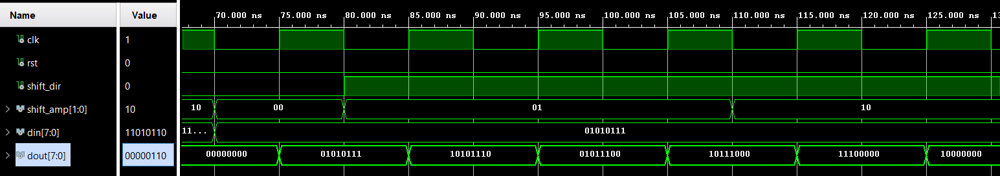 Name Value 70.000 ns 75.000 ns 80.000 ns 85.000 ns 90.000 ns 95.000 ns 100.000 ns 105.000 ns 110.000 ns 115.000 ns 120.000 ns 125.000 ns
clk 1
rst 0
shift_dir 0
shift_amp[1:0] 10 10 00 01 10
din[7:0] 11010110 11... 01010111
dout[7:0] 00000110 00000000 01010111 10101110 01011100 10111000 11100000 10000000